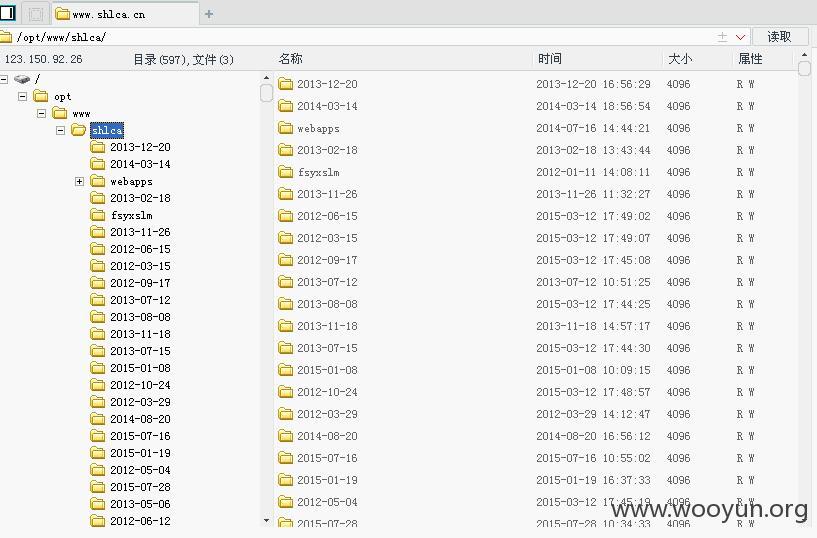 www.shlca.cn
/opt/www/shlca/
读取
123.150.92.26
目录(597),文件(3)
名称
时间
大小
属性
/
opt
www
shlca
2013-12-20
2014-03-14
webapps
2013-02-18
fsyxslm
2013-11-26
2012-06-15
2012-03-15
2012-09-17
2013-07-12
2013-08-08
2013-11-18
2013-07-15
2015-01-08
2012-10-24
2012-03-29
2014-08-20
2015-07-16
2015-01-19
2012-05-04
2015-07-28
2013-05-06
2012-06-12
2013-12-20 2013-12-20 16:56:29 4096 R W
2014-03-14 2014-03-14 18:56:54 4096 R W
webapps 2014-07-16 14:44:21 4096 R W
2013-02-18 2013-02-18 13:43:44 4096 R W
fsyxslm 2012-01-11 14:08:11 4096 R W
2013-11-26 2013-11-26 11:32:27 4096 R W
2012-06-15 2015-03-12 17:49:02 4096 R W
2012-03-15 2015-03-12 17:49:07 4096 R W
2012-09-17 2015-03-12 17:45:08 4096 R W
2013-07-12 2013-07-12 10:51:25 4096 R W
2013-08-08 2015-03-12 17:44:25 4096 R W
2013-11-18 2013-11-18 14:57:17 4096 R W
2013-07-15 2015-03-12 17:44:30 4096 R W
2015-01-08 2015-01-08 10:09:15 4096 R W
2012-10-24 2015-03-12 17:48:57 4096 R W
2012-03-29 2012-03-29 14:12:47 4096 R W
2014-08-20 2014-08-20 16:56:12 4096 R W
2015-07-16 2015-07-16 10:55:02 4096 R W
2015-01-19 2015-01-19 16:37:33 4096 R W
2012-05-04 2015-03-12 17:45:19 4096 R W
2015-07-28 2015-07-28 10:34:33 4096 R W
www.wooyun.org